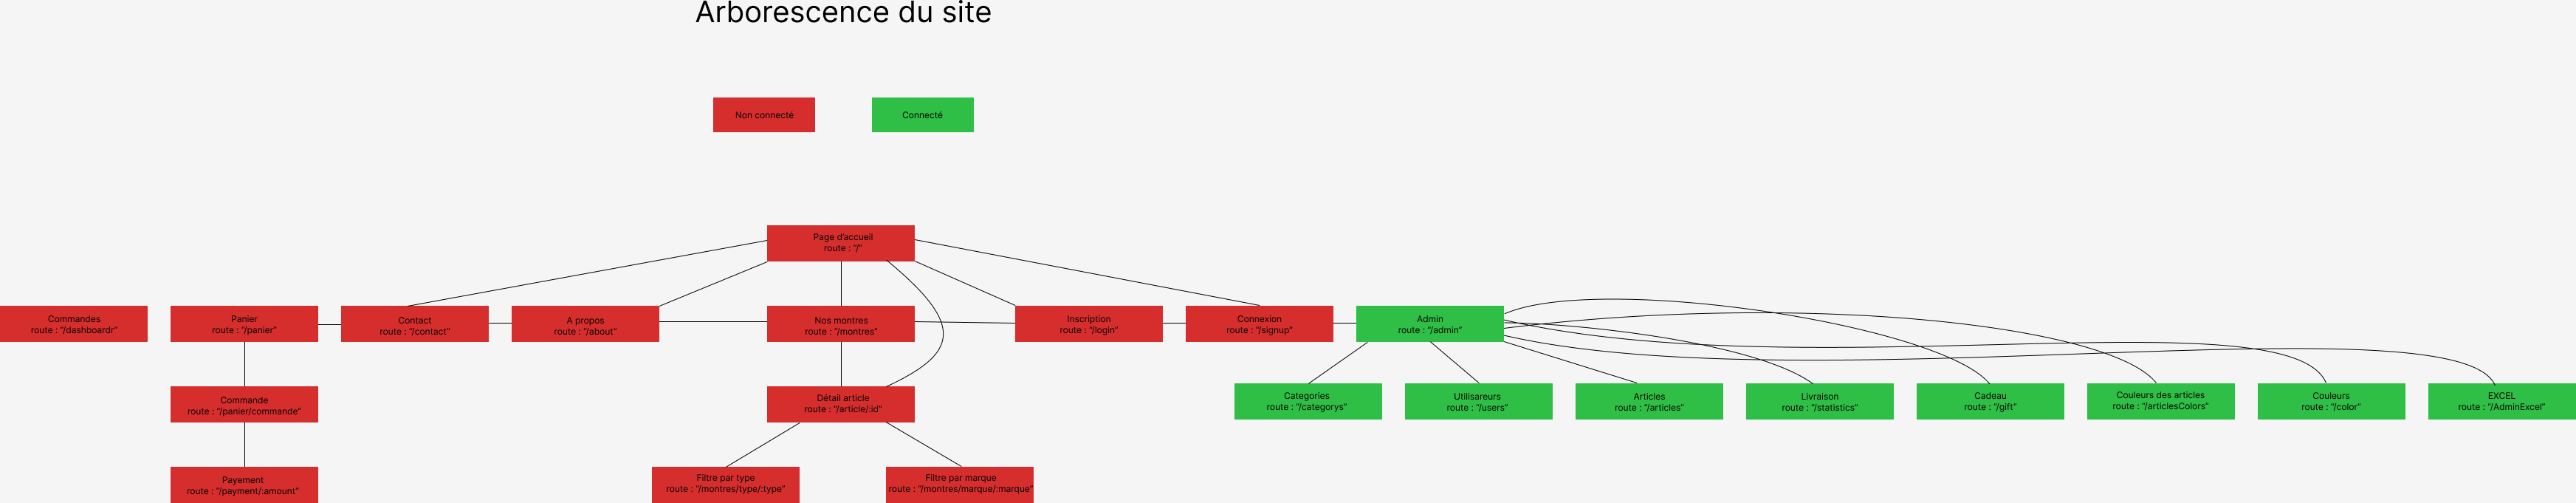 Arborescence du site
Non connecté
Connecté
Page d'accueil
route : "/"
Commandes
route : "/dashboardr"
Panier
route : "/panier"
Contact
route : "/contact"
A propos
route : "/about"
Nos montres
route : "/montres"
Inscription
route : "/login"
Connexion
route : "/signup"
Admin
route : "/admin"
Commande
route : "/panier/commande"
Détail article
route : "/article/:id"
Categories
route : "/categorys"
Utilisareurs
route : "/users"
Articles
route : "/articles"
Livraison
route : "/statistics"
Cadeau
route : "/gift"
Couleurs des articles
route : "/articlesColors"
Couleurs
route : "/color"
EXCEL
route : "/AdminExcel"
Payement
route : "/payment/:amount"
Filtre par type
route : "/montres/type/:type"
Filtre par marque
route : "/montres/marque/:marque"